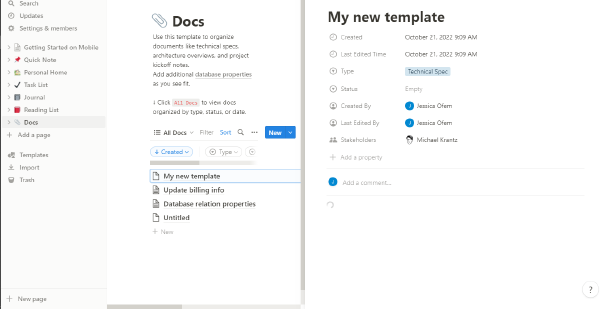 Search
Updates
Settings & members
Getting Started on Mobile
Quick Note
Personal Home
Task List
Journal
Reading List
Docs
Add a page
Templates
Import
Trash
New page
Docs
Use this template to organize
documents like technical specs,
architecture overviews, and project
kickoff notes.
Add additional database properties
as you see fit.
↓ Click All Docs to view docs
organized by type, status, or date.
All Docs Filter Sort New
↓ Created Type
My new template
Update billing info
Database relation properties
Untitled
+ New
My new template
Created October 21, 2022 9:09 AM
Last Edited Time October 21, 2022 9:09 AM
Type Technical Spec
Status Empty
Created By J Jessica Ofem
Last Edited By J Jessica Ofem
Stakeholders Michael Krantz
+ Add a property
J Add a comment...
?